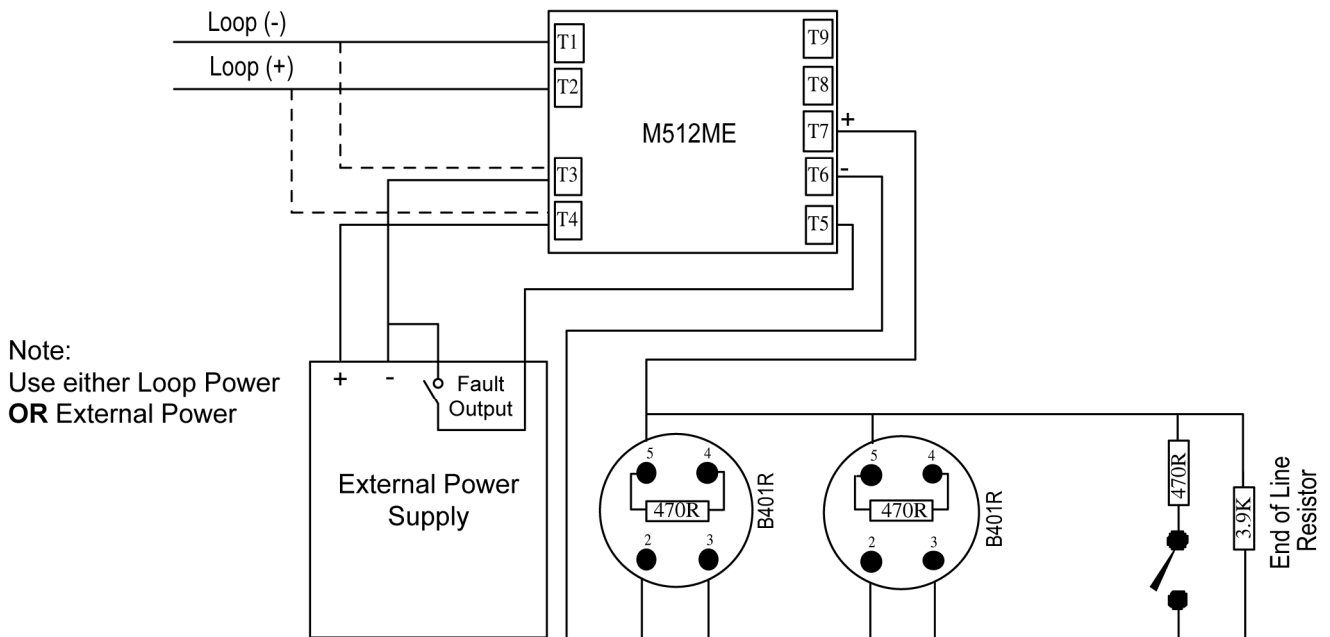 Loop (-)
Loop (+)
T1
T2
T3
T4
M512ME
T9
T8
T7
+
T6
-
T5
Note:
Use either Loop Power
OR External Power
+
-
Fault
Output
External Power
Supply
5
4
470R
2
3
B401R
5
4
470R
2
3
B401R
470R
3.9K
End of Line
Resistor